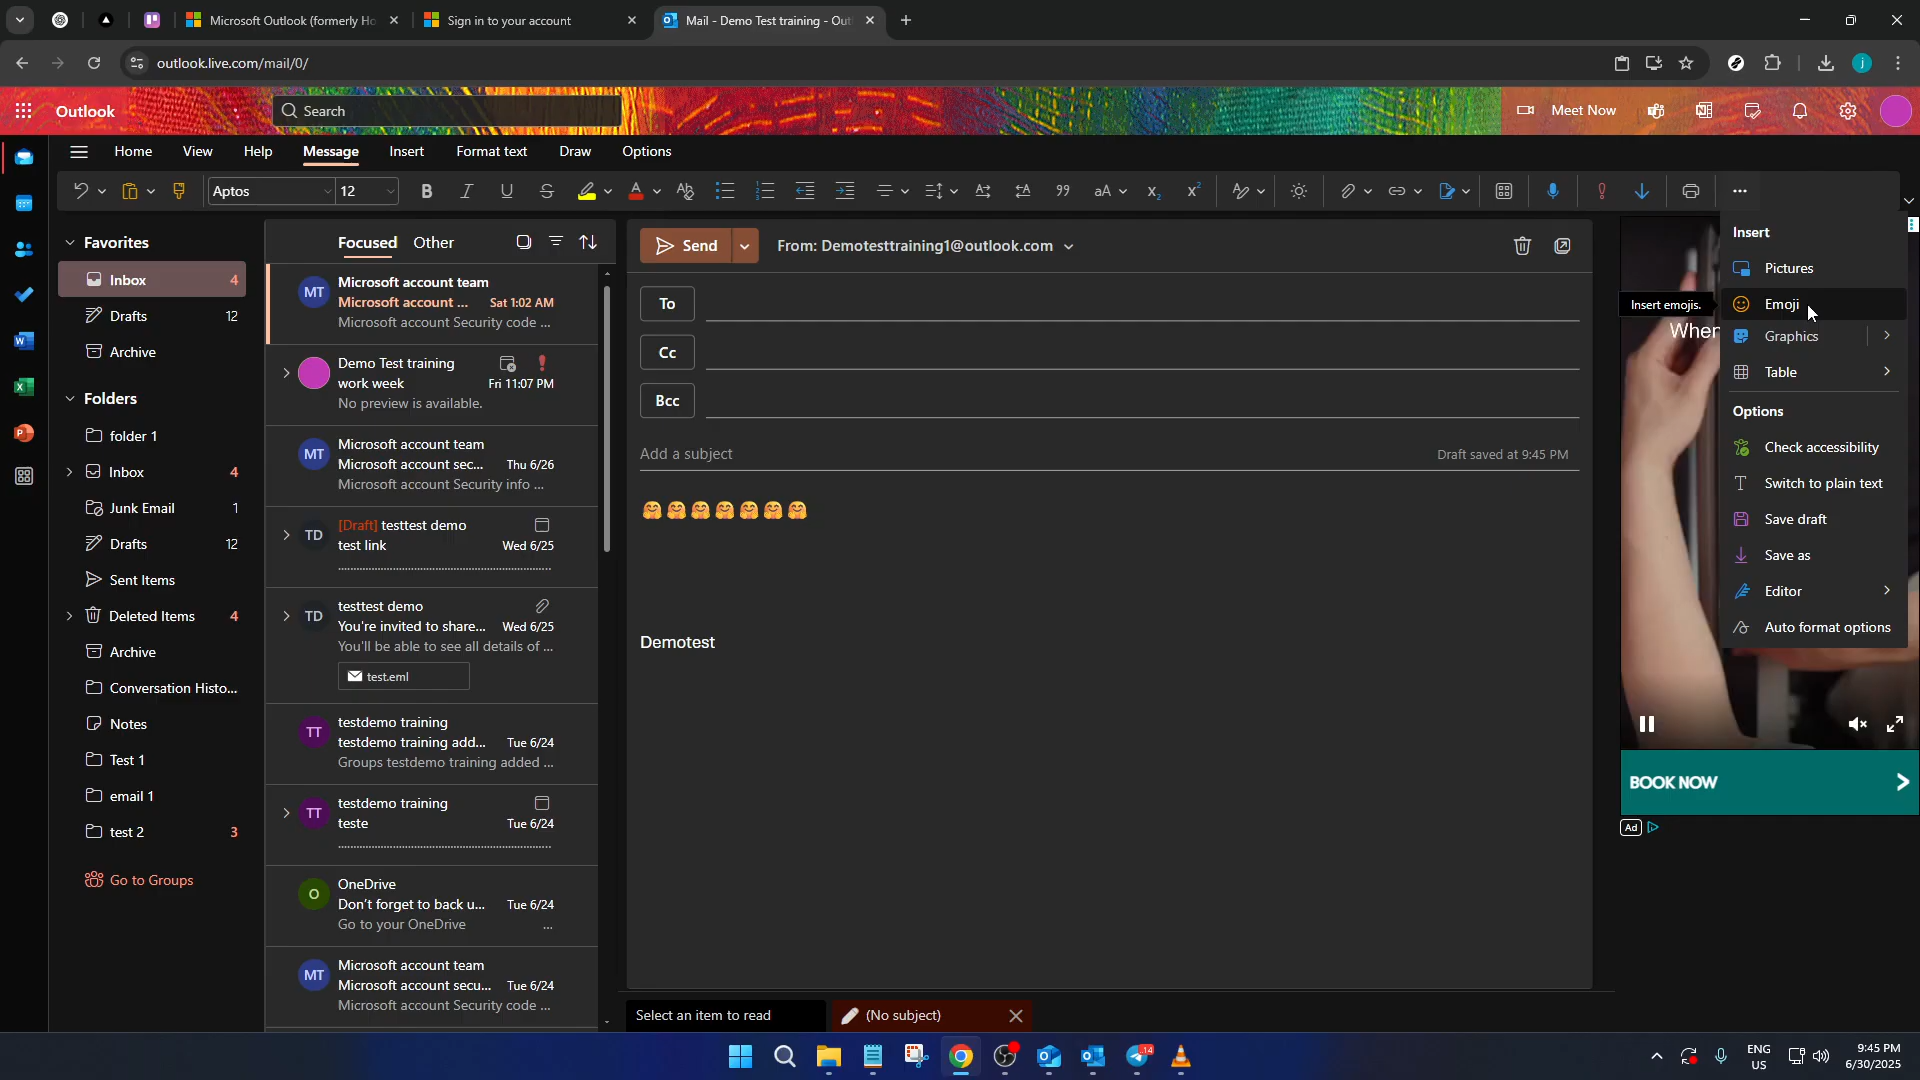 Microsoft Outlook (formerly Ho
Sign in to your account
Mail - Demo Test training - Out
outlook.live.com/mail/0/
j
Outlook
Search
Meet Now
Home
View
Help
Message
Insert
Format text
Draw
Options
Aptos
12
B
I
U
Favorites
Inbox 4
Drafts 12
Archive
Folders
folder 1
Inbox 4
Junk Email 1
Drafts 12
Sent Items
Deleted Items 4
Archive
Conversation Histo...
Notes
Test 1
email 1
test 2 3
Go to Groups
Focused
Other
MT
Microsoft account team
Microsoft account ... Sat 1:02 AM
Microsoft account Security code ...
Demo Test training
work week Fri 11:07 PM
No preview is available.
MT
Microsoft account team
Microsoft account sec... Thu 6/26
Microsoft account Security info ...
TD
[Draft] testtest demo
test link Wed 6/25
TD
testtest demo
You're invited to share... Wed 6/25
You'll be able to see all details of ...
test.eml
TT
testdemo training
testdemo training add... Tue 6/24
Groups testdemo training added ...
TT
testdemo training
teste Tue 6/24
O
OneDrive
Don't forget to back u... Tue 6/24
Go to your OneDrive ...
MT
Microsoft account team
Microsoft account secu... Tue 6/24
Microsoft account Security code ...
Send
From: Demotesttraining1@outlook.com
To
Cc
Bcc
Add a subject
Draft saved at 9:45 PM
🤗🤗🤗🤗🤗🤗🤗
Demotest
Select an item to read
(No subject)
Insert
Pictures
Emoji
Insert emojis.
Graphics
Table
Options
Check accessibility
Switch to plain text
Save draft
Save as
Editor
Auto format options
When
BOOK NOW
Ad
14
ENG
US
9:45 PM
6/30/2025